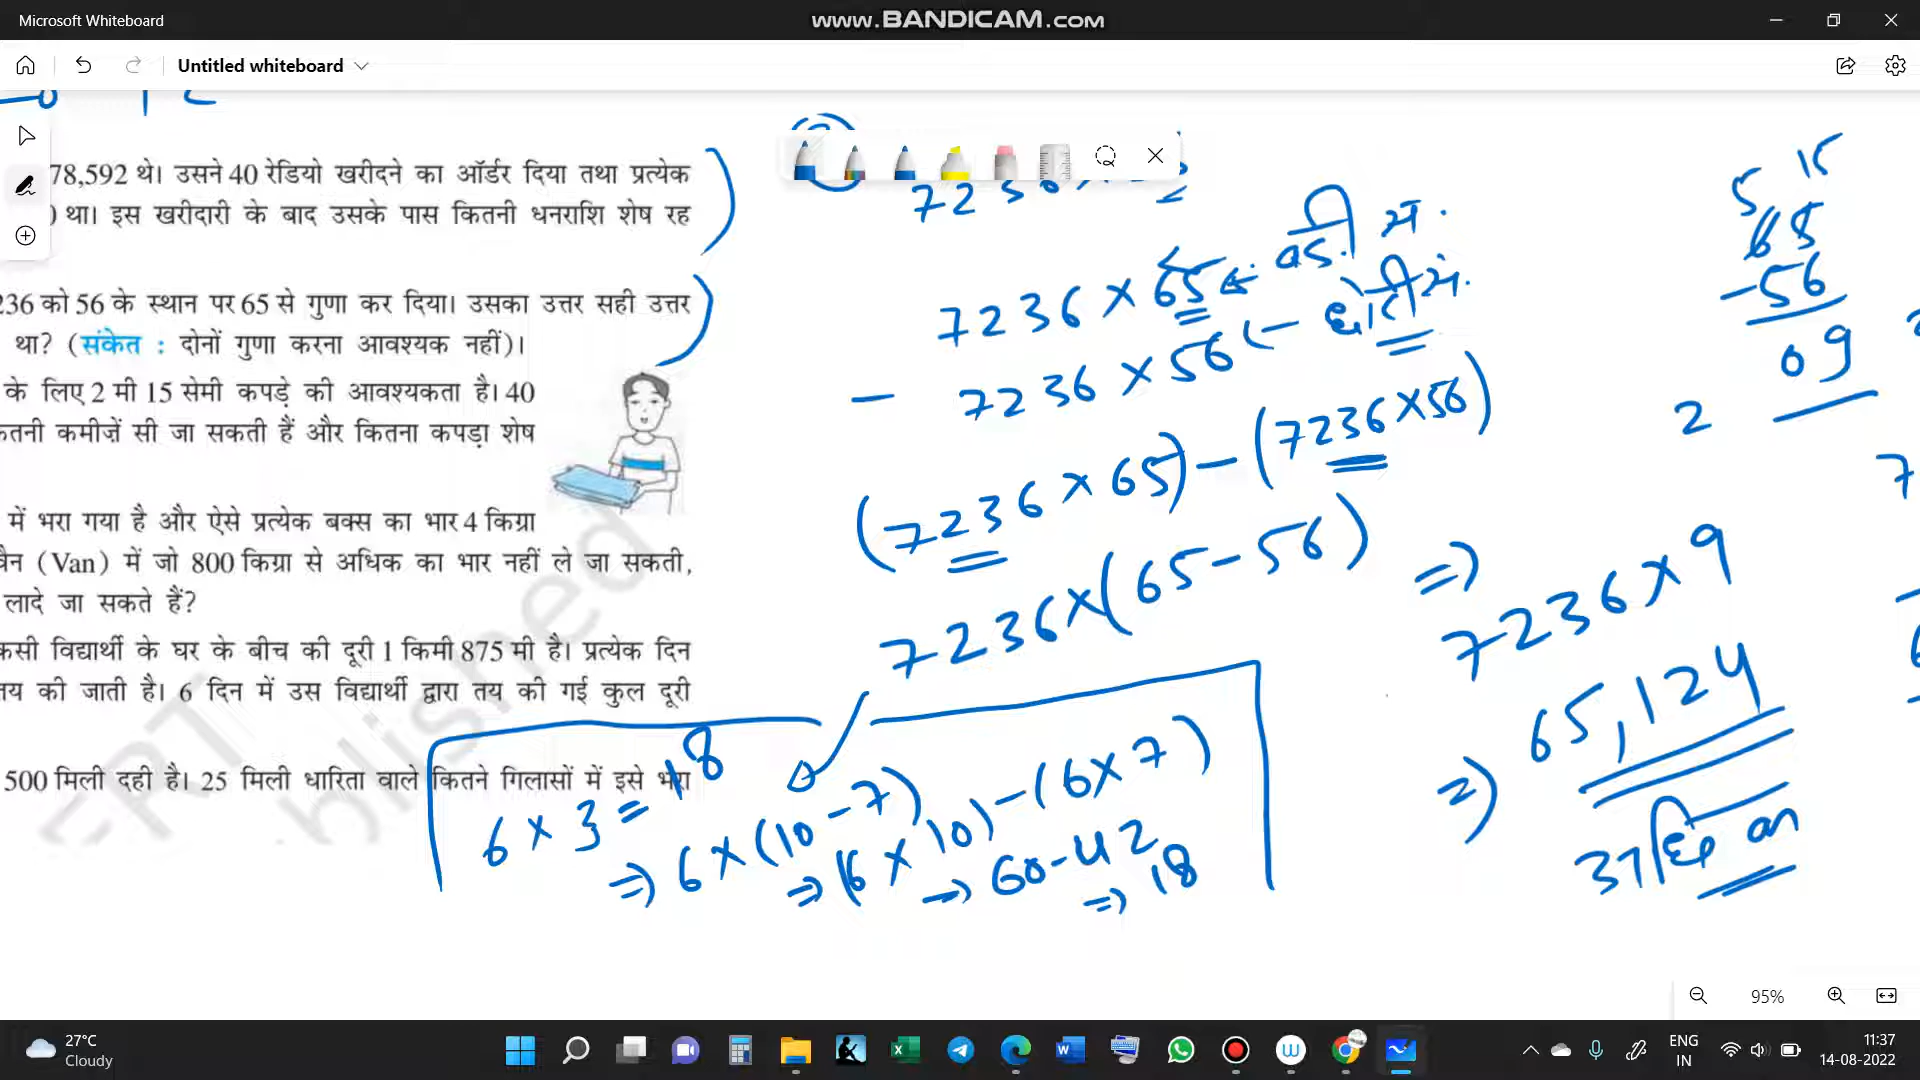 Microsoft Whiteboard
www.BANDICAM.com
Untitled whiteboard
78,592 थे। उसने 40 रेडियो खरीदने का ऑर्डर दिया तथा प्रत्येक
) था। इस खरीदारी के बाद उसके पास कितनी धनराशि शेष रह
236 को 56 के स्थान पर 65 से गुणा कर दिया। उसका उत्तर सही उत्तर
था? (संकेत : दोनों गुणा करना आवश्यक नहीं)।
के लिए 2 मी 15 सेमी कपड़े की आवश्यकता है। 40
कितनी कमीज़ें सी जा सकती हैं और कितना कपड़ा शेष
में भरा गया है और ऐसे प्रत्येक बक्स का भार 4 किग्रा
वैन (Van) में जो 800 किग्रा से अधिक का भार नहीं ले जा सकती,
लादे जा सकते हैं?
किसी विद्यार्थी के घर के बीच की दूरी 1 किमी 875 मी है। प्रत्येक दिन
तय की जाती है। 6 दिन में उस विद्यार्थी द्वारा तय की गई कुल दूरी
500 मिली दही है। 25 मिली धारिता वाले कितने गिलासों में इसे भरा
7236 × 65 ← बड़ी सं.
- 7236 × 56 ← छोटी सं.
(7236 × 65) - (7236 × 56)
7236 × (65 - 56)
⇒ 7236 × 9
⇒ 65,124
अधिक
5 15
65
-56
09
2
7
6 × 3 = 18
⇒ 6 × (10 - 7)
⇒ (6 × 10) - (6 × 7)
→ 60 - 42
⇒ 18
95%
27°C
Cloudy
ENG
IN
11:37
14-08-2022